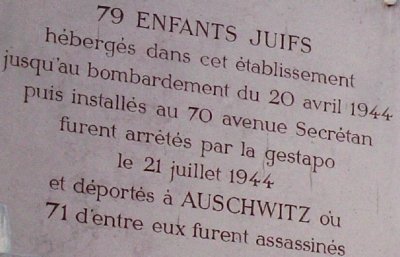 79 ENFANTS JUIFS
hébergés dans cet établissement
jusqu'au bombardement du 20 avril 1944
puis installés au 70 avenue Secrétan
furent arrêtés par la gestapo
le 21 juillet 1944
et déportés à AUSCHWITZ où
71 d'entre eux furent assassinés